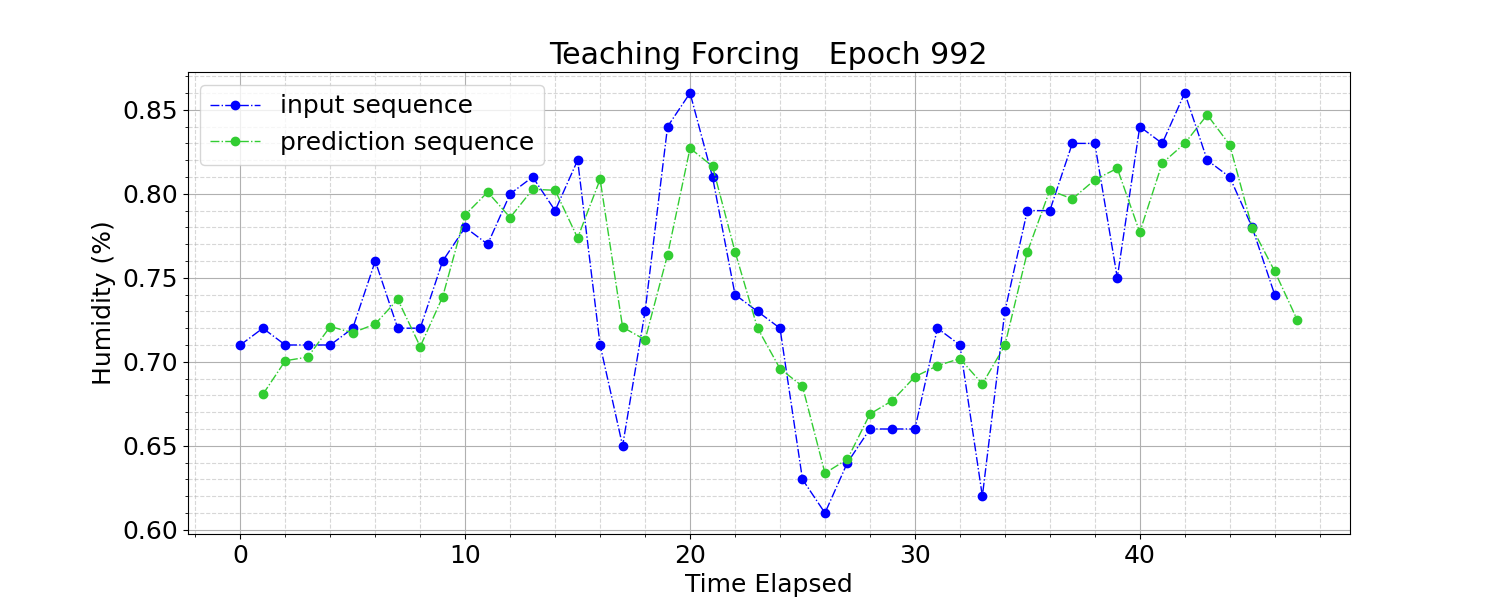 Teaching Forcing   Epoch 992
input sequence
prediction sequence
Humidity (%)
0.85
0.80
0.75
0.70
0.65
0.60
0 10 20 30 40
Time Elapsed